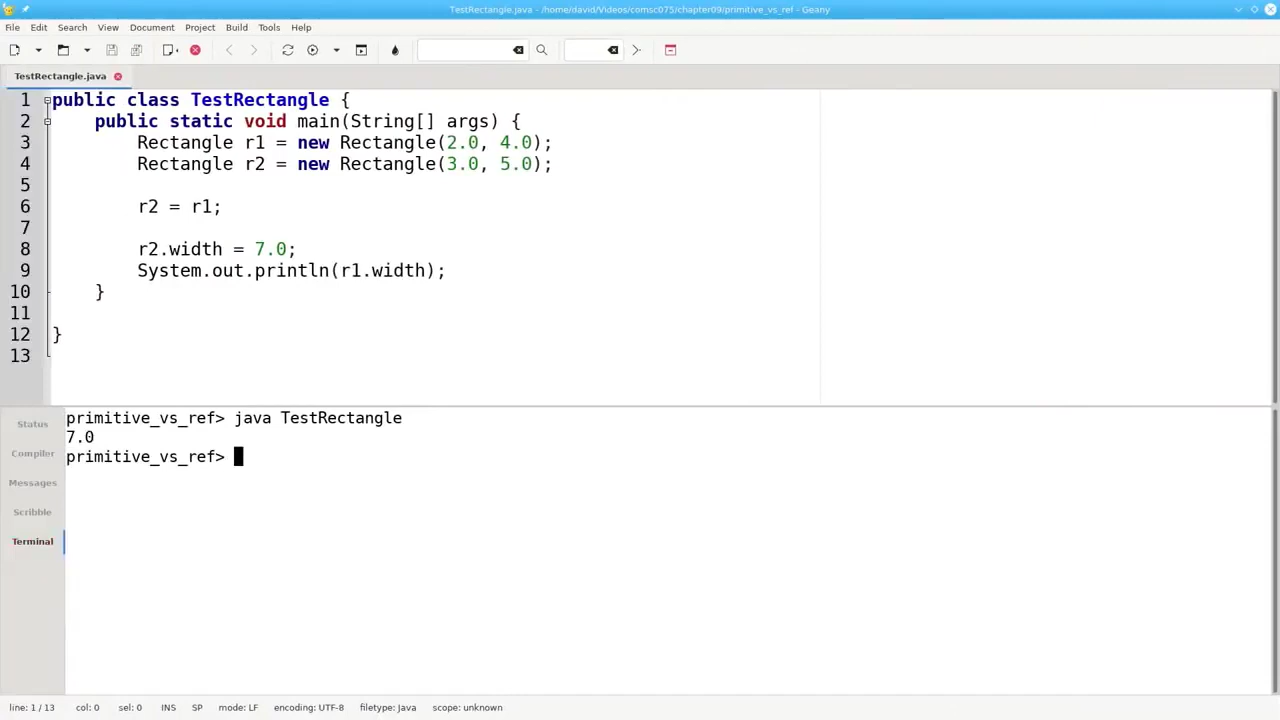 TestRectangle.java - /home/david/Videos/comsc075/chapter09/primitive_vs_ref - Geany
File Edit Search View Document Project Build Tools Help
TestRectangle.java
1 public class TestRectangle {
2 public static void main(String[] args) {
3 Rectangle r1 = new Rectangle(2.0, 4.0);
4 Rectangle r2 = new Rectangle(3.0, 5.0);
5
6 r2 = r1;
7
8 r2.width = 7.0;
9 System.out.println(r1.width);
10 }
11
12 }
13
Status
Compiler
Messages
Scribble
Terminal
primitive_vs_ref> java TestRectangle
7.0
primitive_vs_ref>
line: 1 / 13 col: 0 sel: 0 INS SP mode: LF encoding: UTF-8 filetype: Java scope: unknown